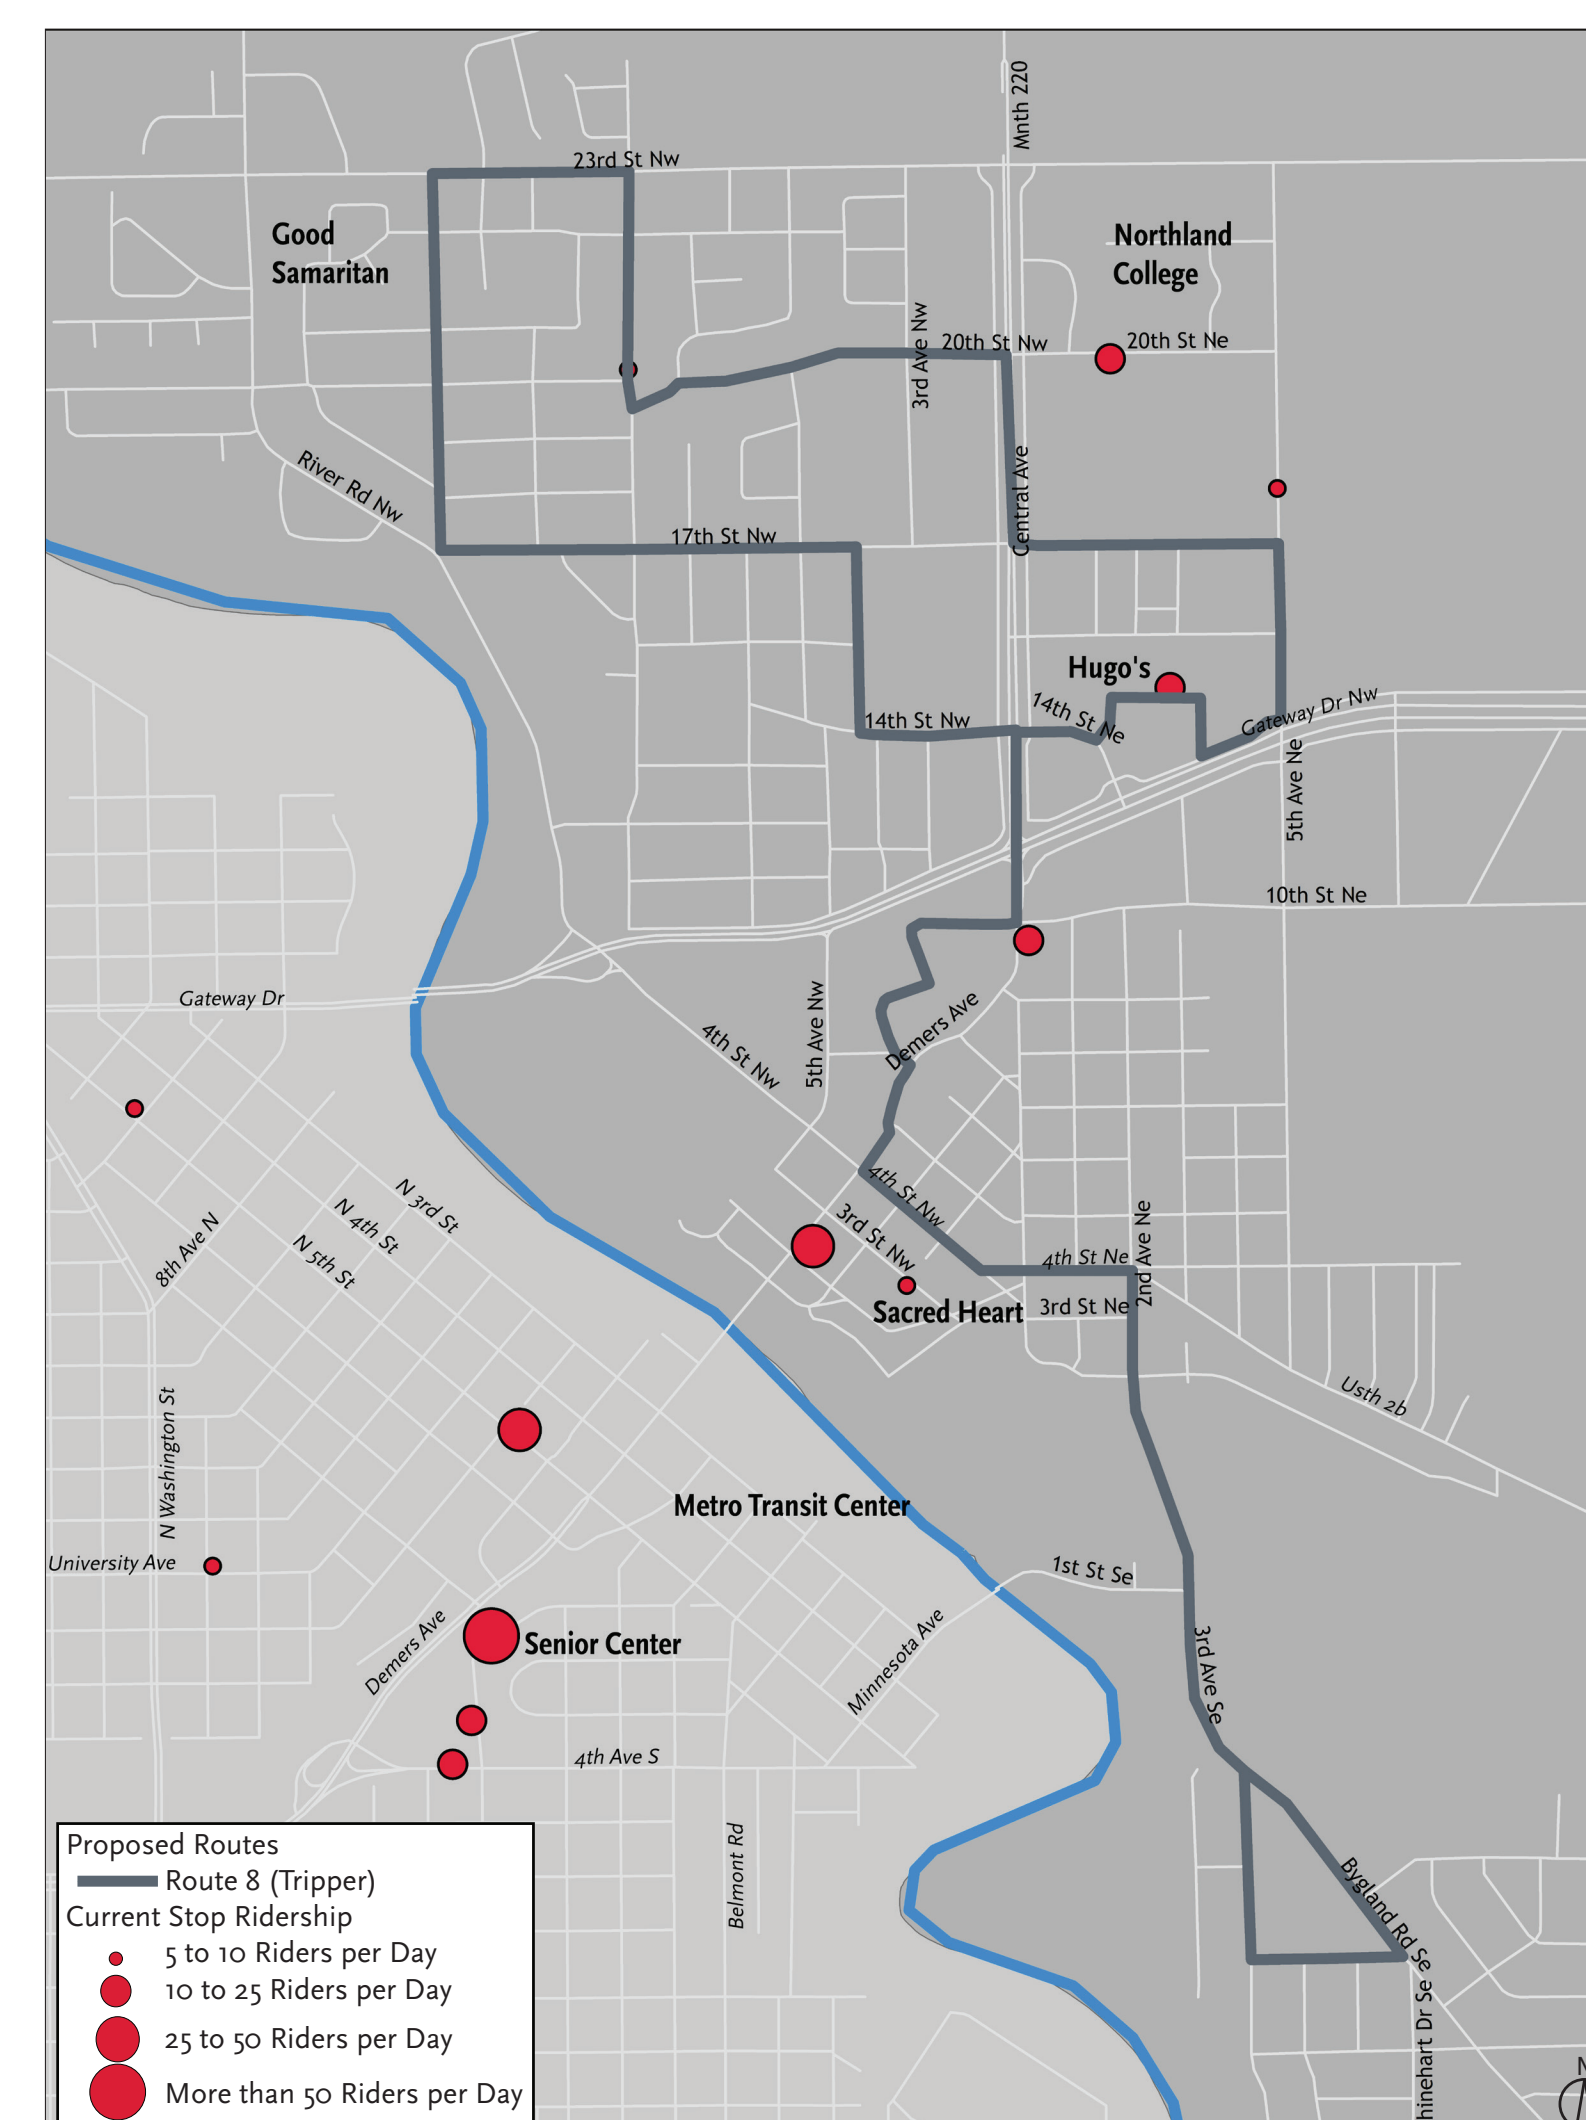 Mnth 220
23rd St Nw
Good
Samaritan
Northland
College
3rd Ave Nw
20th St Nw
20th St Ne
River Rd Nw
Central Ave
17th St Nw
Hugo's
14th St Nw
14th St Ne
Gateway Dr Nw
5th Ave Ne
10th St Ne
Gateway Dr
5th Ave Nw
Demers Ave
4th St Nw
4th St Nw
3rd St Nw
N 3rd St
N 4th St
N 5th St
8th Ave N
2nd Ave Ne
4th St Ne
3rd St Ne
Sacred Heart
Usth 2b
N Washington St
Metro Transit Center
University Ave
1st St Se
Demers Ave
Senior Center
Minnesota Ave
3rd Ave Se
4th Ave S
Belmont Rd
Bygland Rd Se
hinehart Dr Se
N
Proposed Routes
Route 8 (Tripper)
Current Stop Ridership
5 to 10 Riders per Day
10 to 25 Riders per Day
25 to 50 Riders per Day
More than 50 Riders per Day